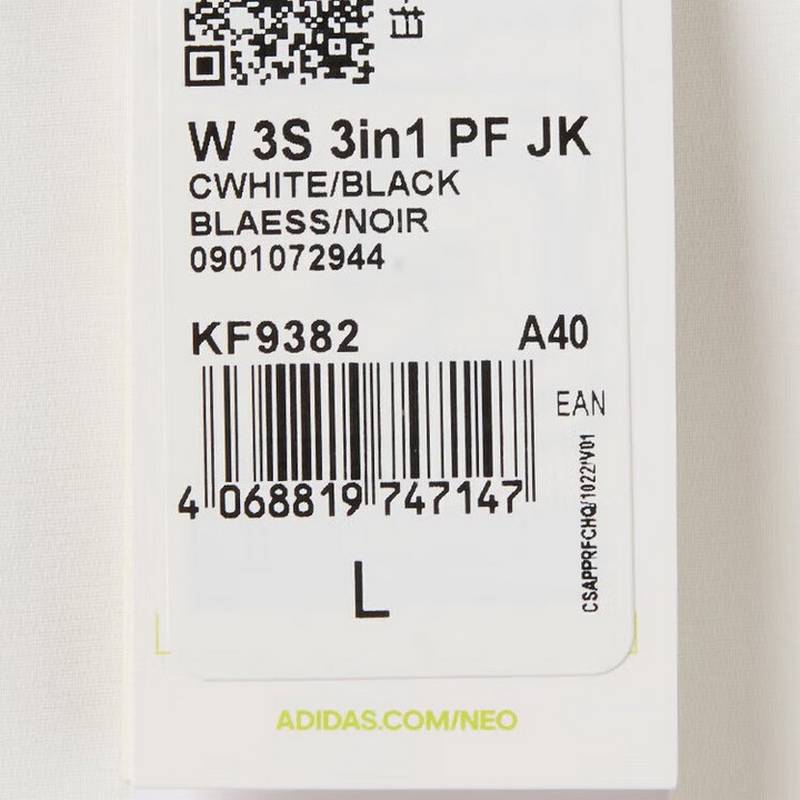 W 3S 3in1 PF JK
CWHITE/BLACK
BLAESS/NOIR
0901072944
KF9382 A40
EAN
4 068819 747147
CSAPPRFCHQ/1022/V01
L
ADIDAS.COM/NEO